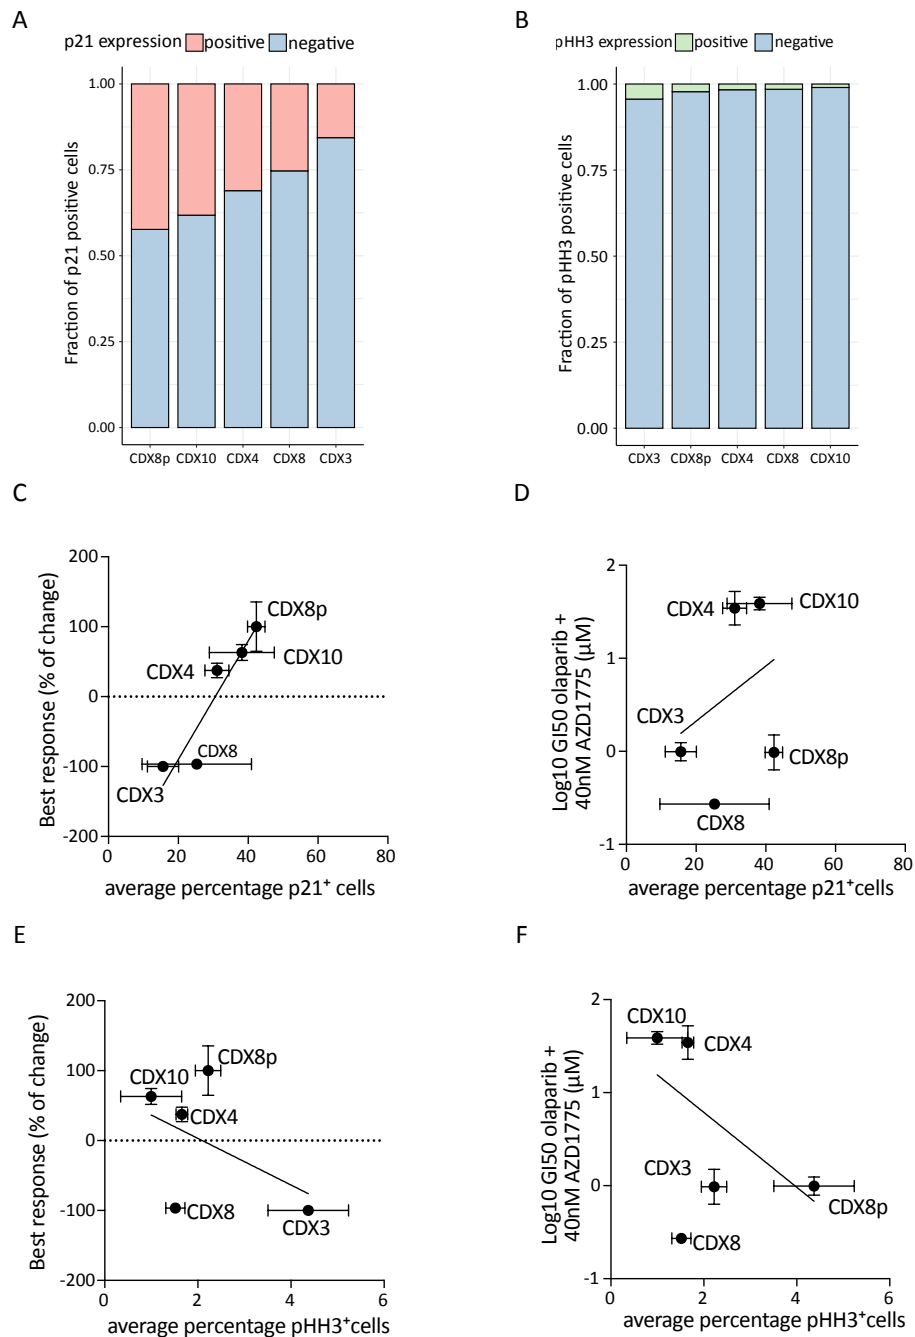 A
p21 expression positive negative
1.00
0.75
0.50
0.25
0.00
Fraction of p21 positive cells
CDX8p CDX10 CDX4 CDX8 CDX3
B
pHH3 expression positive negative
1.00
0.75
0.50
0.25
0.00
Fraction of pHH3 positive cells
CDX3 CDX8p CDX4 CDX8 CDX10
C
Best response (% of change)
200
100
0
-100
-200
CDX8p
CDX10
CDX4
CDX8
CDX3
0 20 40 60 80
average percentage p21⁺ cells
D
Log10 GI50 olaparib +
40nM AZD1775 (µM)
2
1
0
-1
CDX4
CDX10
CDX3
CDX8p
CDX8
0 20 40 60 80
average percentage p21⁺cells
E
Best response (% of change)
200
100
0
-100
-200
CDX8p
CDX10
CDX4
CDX8
CDX3
0 2 4 6
average percentage pHH3⁺cells
F
Log10 GI50 olaparib +
40nM AZD1775 (µM)
2
1
0
-1
CDX10
CDX4
CDX3
CDX8p
CDX8
0 2 4 6
average percentage pHH3⁺cells